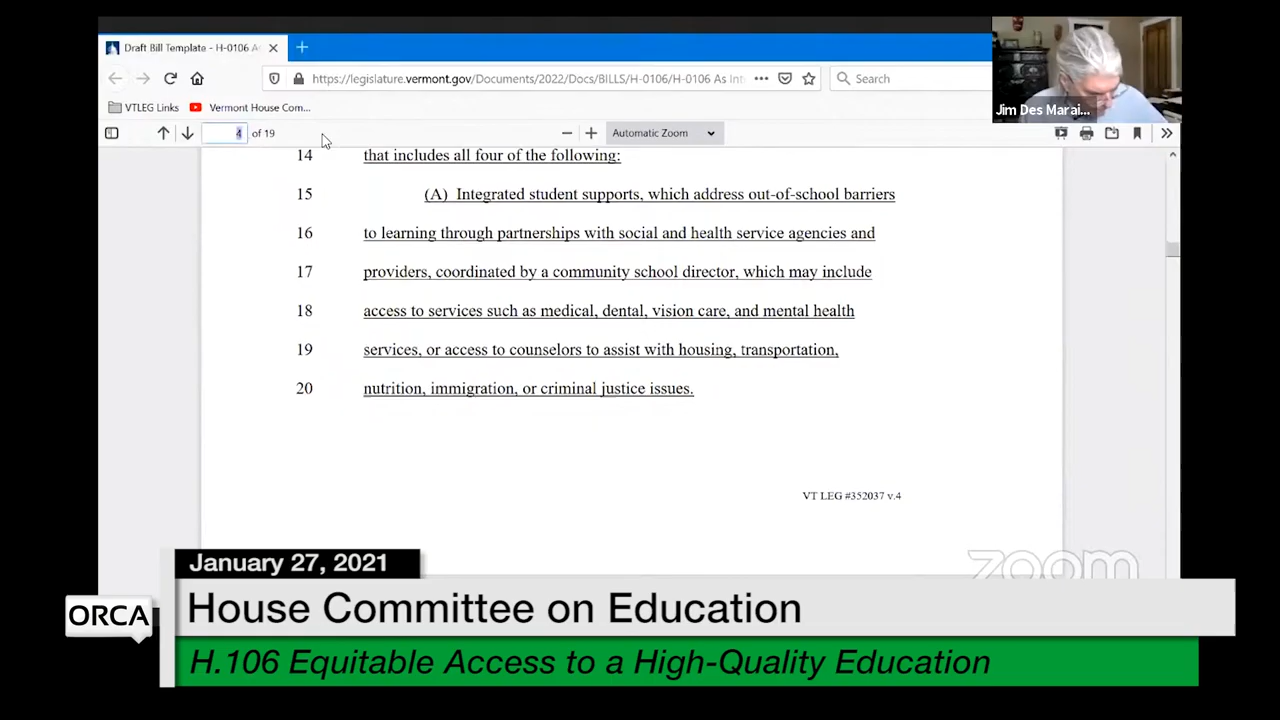 Draft Bill Template - H-0106 A
https://legislature.vermont.gov/Documents/2022/Docs/BILLS/H-0106/H-0106 As Int
Search
VTLEG Links
Vermont House Com...
4 of 19
Automatic Zoom
Jim Des Marai...
14 that includes all four of the following:
15 (A) Integrated student supports, which address out-of-school barriers
16 to learning through partnerships with social and health service agencies and
17 providers, coordinated by a community school director, which may include
18 access to services such as medical, dental, vision care, and mental health
19 services, or access to counselors to assist with housing, transportation,
20 nutrition, immigration, or criminal justice issues.
VT LEG #352037 v.4
zoom
January 27, 2021
ORCA
House Committee on Education
H.106 Equitable Access to a High-Quality Education